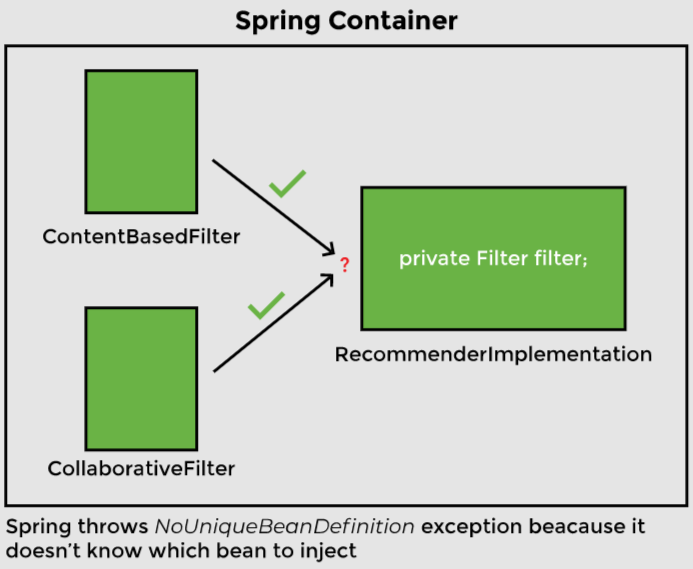 Spring Container
ContentBasedFilter
?
private Filter filter;
RecommenderImplementation
CollaborativeFilter
Spring throws NoUniqueBeanDefinition exception beacause it
doesn't know which bean to inject